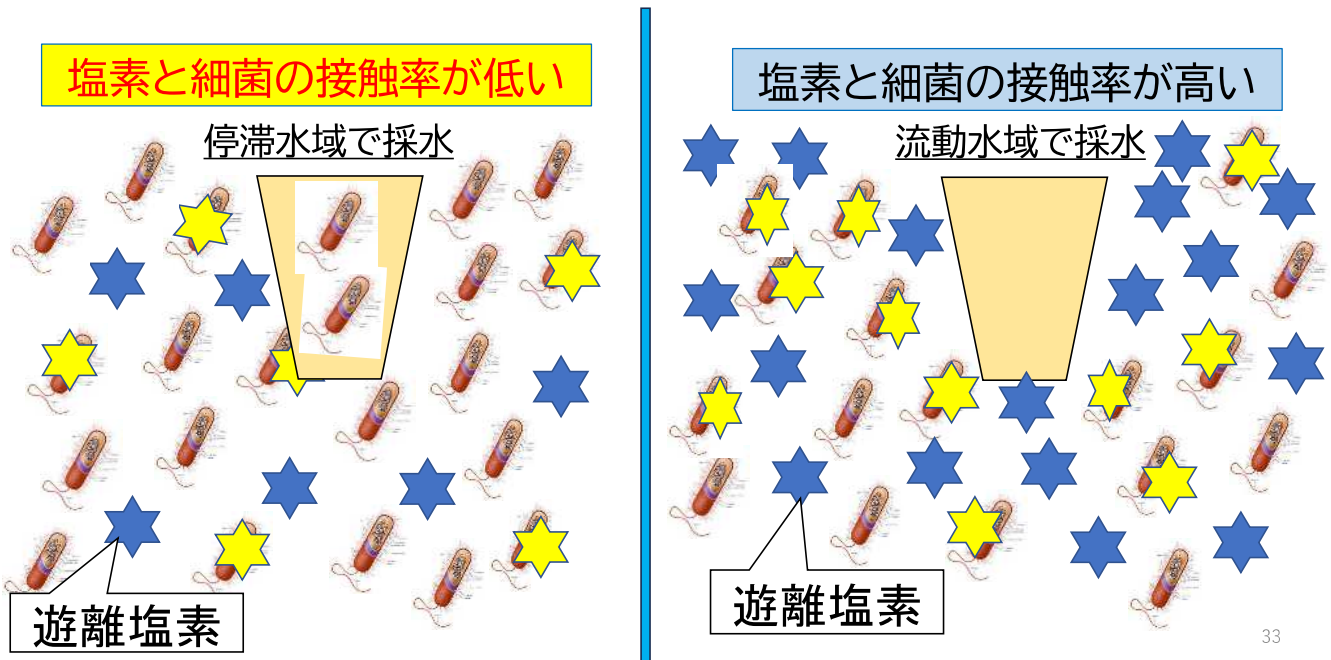 塩素と細菌の接触率が低い
停滞水域で採水
遊離塩素
塩素と細菌の接触率が高い
流動水域で採水
遊離塩素
33